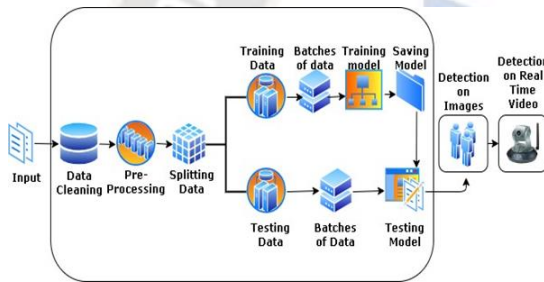 Training
Data
Batches
of data
Training
model
Saving
Model
Detection
on
Images
Detection
on Real
Time
Video
Input
Data
Cleaning
Pre-
Processing
Splitting
Data
Testing
Data
Batches
of Data
Testing
Model